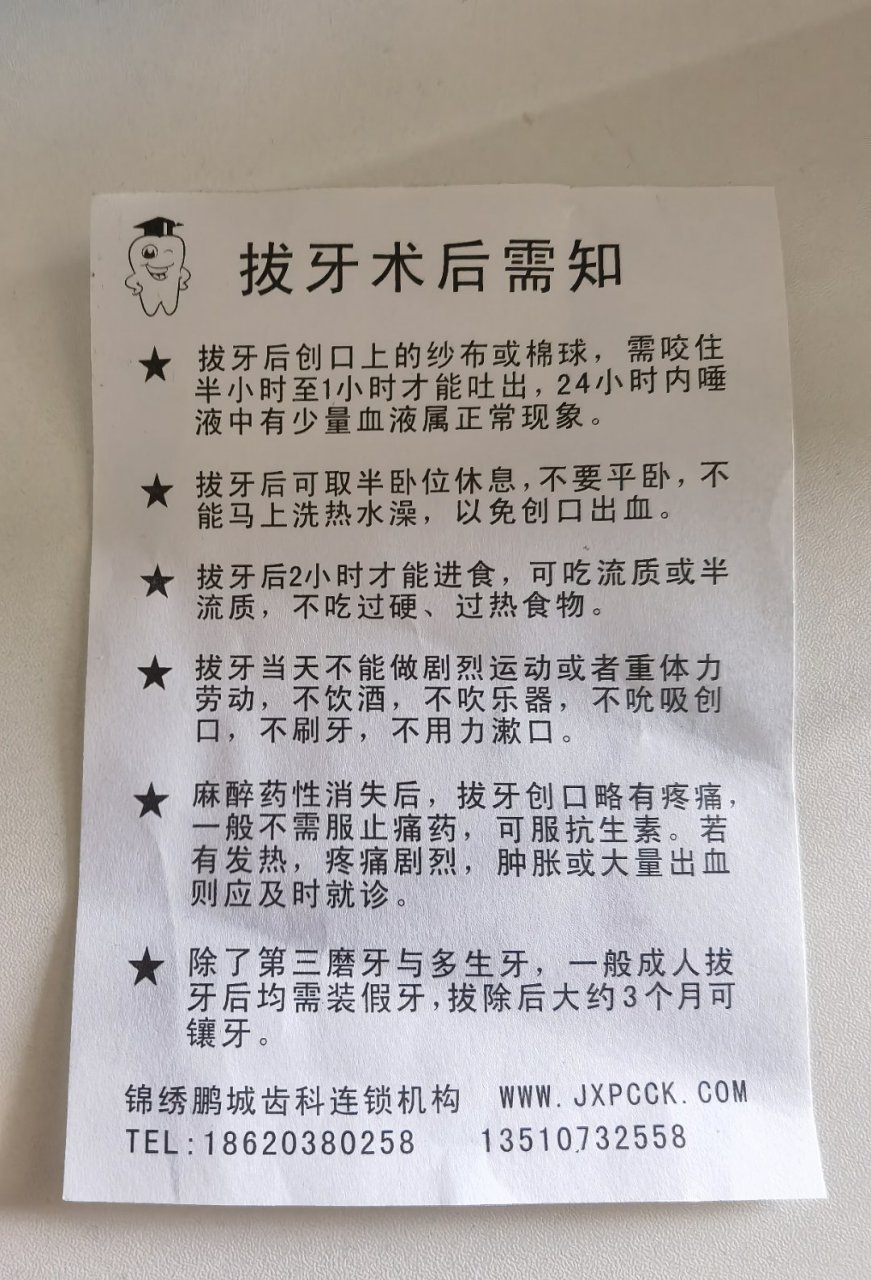 拔牙术后需知
★ 拔牙后创口上的纱布或棉球，需咬住
半小时至1小时才能吐出，24小时内唾
液中有少量血液属正常现象。
★ 拔牙后可取半卧位休息，不要平卧，不
能马上洗热水澡，以免创口出血。
★ 拔牙后2小时才能进食，可吃流质或半
流质，不吃过硬、过热食物。
★ 拔牙当天不能做剧烈运动或者重体力
劳动，不饮酒，不吹乐器，不吮吸创
口，不刷牙，不用力漱口。
★ 麻醉药性消失后，拔牙创口略有疼痛，
一般不需服止痛药，可服抗生素。若
有发热，疼痛剧烈，肿胀或大量出血
则应及时就诊。
★ 除了第三磨牙与多生牙，一般成人拔
牙后均需装假牙，拔除后大约3个月可
镶牙。
锦绣鹏城齿科连锁机构 WWW.JXPCCK.COM
TEL:18620380258 13510732558